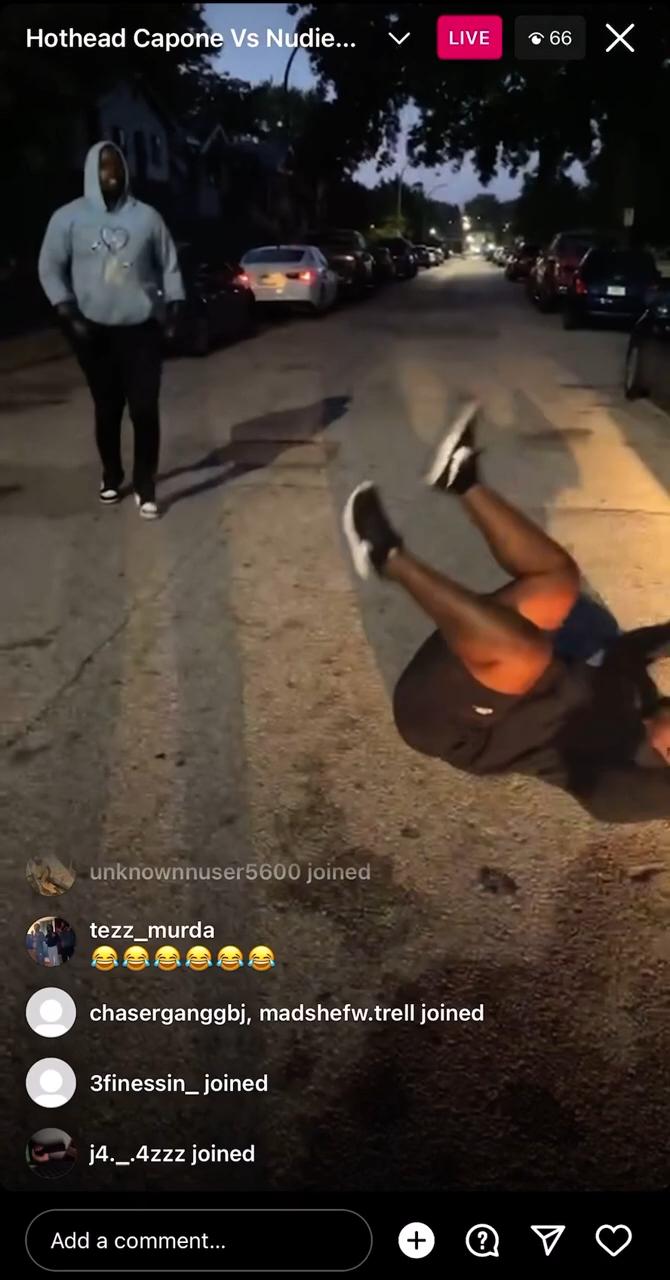 Hothead Capone Vs Nudie...
LIVE
66
unknownnuser5600 joined
tezz_murda
😂😂😂😂😂😂
chaserganggbj, madshefw.trell joined
3finessin_ joined
j4._.4zzz joined
Add a comment...